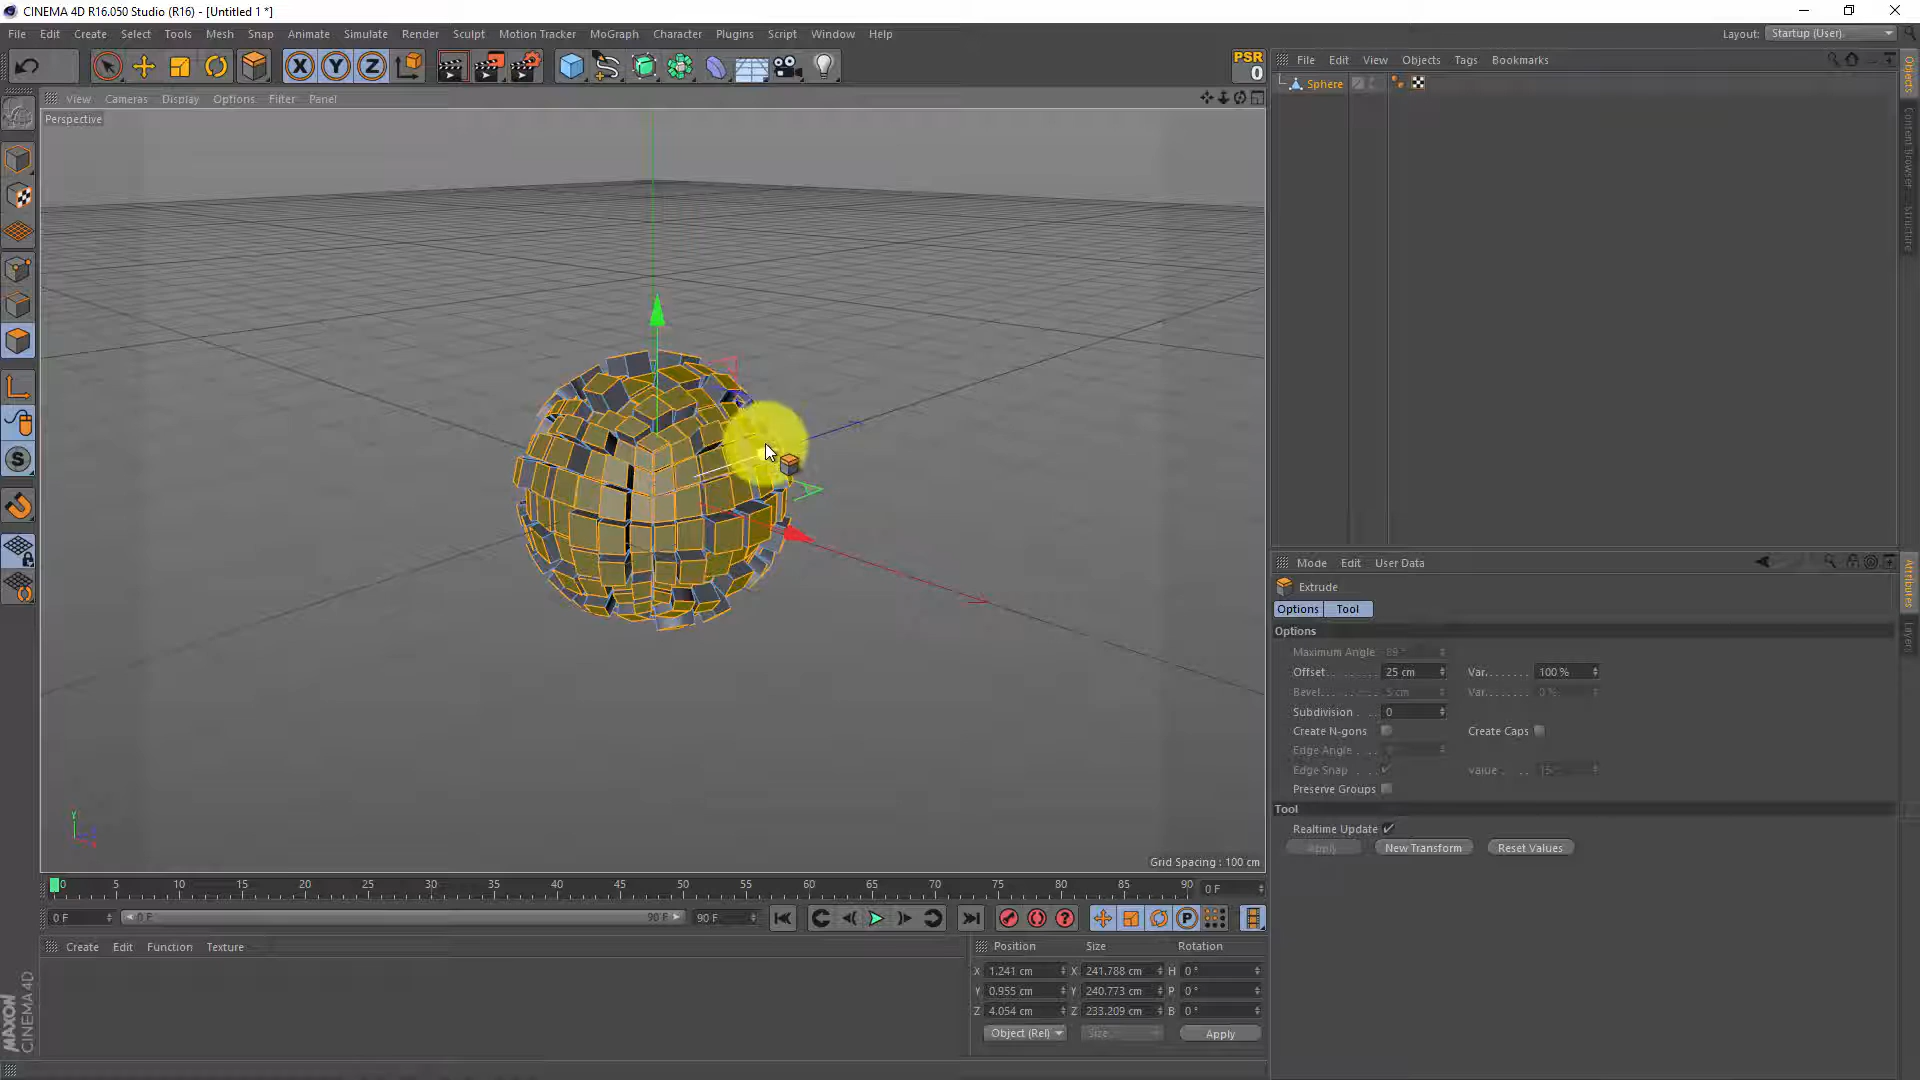 CINEMA 4D R16.050 Studio (R16) - [Untitled 1 *]
File Edit Create Select Tools Mesh Snap Animate Simulate Render Sculpt Motion Tracker MoGraph Character Plugins Script Window Help
Layout: Startup (User)
X Y Z
PSR
0
File Edit View Objects Tags Bookmarks
Sphere
View Cameras Display Options Filter Panel
Perspective
Objects
Content Browser
Structure
Mode Edit User Data
Extrude
Options Tool
Options
Maximum Angle 89 °
Offset 25 cm Var. 100 %
Bevel 5 cm Var. 0 %
Subdivision 0
Create N-gons Create Caps
Edge Angle
Edge Snap value
Preserve Groups
Tool
Realtime Update
Apply New Transform Reset Values
Attributes
Layers
Y
Grid Spacing : 100 cm
0 5 10 15 20 25 30 35 40 45 50 55 60 65 70 75 80 85 90 0 F
0 F 0 F 90 F 90 F
Create Edit Function Texture
Position Size Rotation
X 1.241 cm X 241.788 cm H 0 °
Y 0.955 cm Y 240.773 cm P 0 °
Z 4.054 cm Z 233.209 cm B 0 °
Object (Rel) Size Apply
MAXON
CINEMA 4D